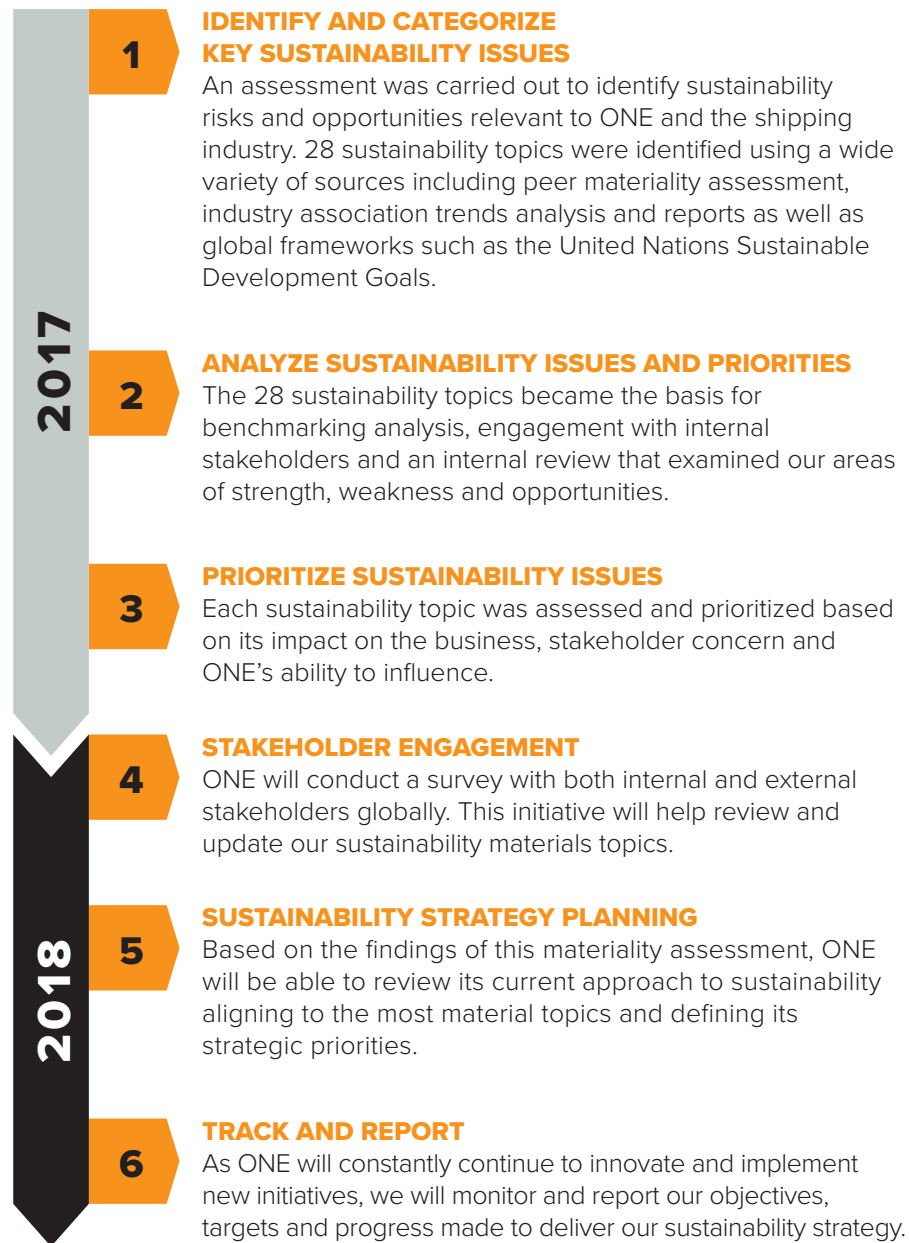 2017
1
IDENTIFY AND CATEGORIZE
KEY SUSTAINABILITY ISSUES
An assessment was carried out to identify sustainability
risks and opportunities relevant to ONE and the shipping
industry. 28 sustainability topics were identified using a wide
variety of sources including peer materiality assessment,
industry association trends analysis and reports as well as
global frameworks such as the United Nations Sustainable
Development Goals.
2
ANALYZE SUSTAINABILITY ISSUES AND PRIORITIES
The 28 sustainability topics became the basis for
benchmarking analysis, engagement with internal
stakeholders and an internal review that examined our areas
of strength, weakness and opportunities.
3
PRIORITIZE SUSTAINABILITY ISSUES
Each sustainability topic was assessed and prioritized based
on its impact on the business, stakeholder concern and
ONE’s ability to influence.
2018
4
STAKEHOLDER ENGAGEMENT
ONE will conduct a survey with both internal and external
stakeholders globally. This initiative will help review and
update our sustainability materials topics.
5
SUSTAINABILITY STRATEGY PLANNING
Based on the findings of this materiality assessment, ONE
will be able to review its current approach to sustainability
aligning to the most material topics and defining its
strategic priorities.
6
TRACK AND REPORT
As ONE will constantly continue to innovate and implement
new initiatives, we will monitor and report our objectives,
targets and progress made to deliver our sustainability strategy.